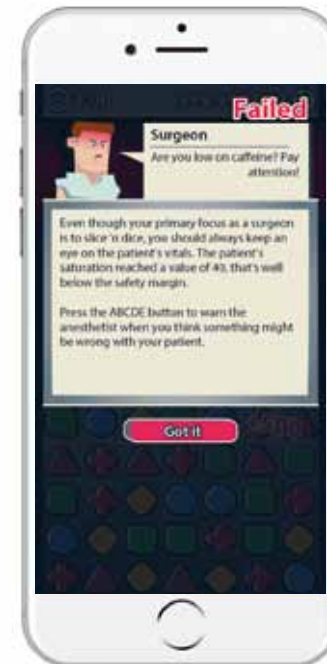 Failed
Surgeon
Are you low on caffeine? Pay
attention!
Even though your primary focus as a surgeon
is to slice 'n dice, you should always keep an
eye on the patient's vitals. The patient's
saturation reached a value of 40, that's well
below the safety margin.
Press the ABCDE button to warn the
anesthetist when you think something might
be wrong with your patient.
Got it